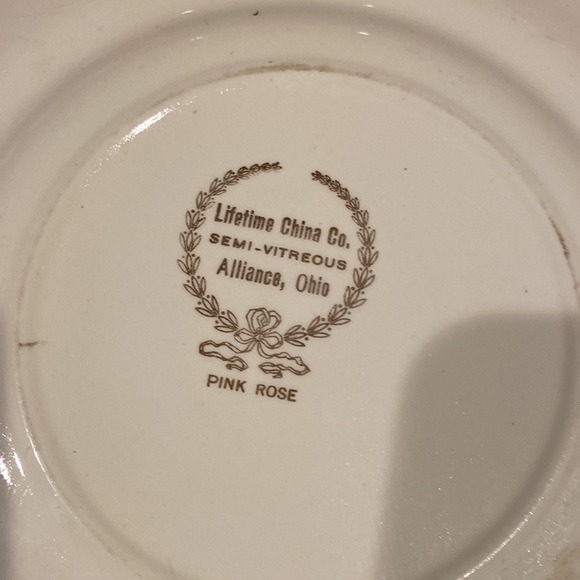 Lifetime China Co.
SEMI-VITREOUS
Alliance, Ohio
PINK ROSE